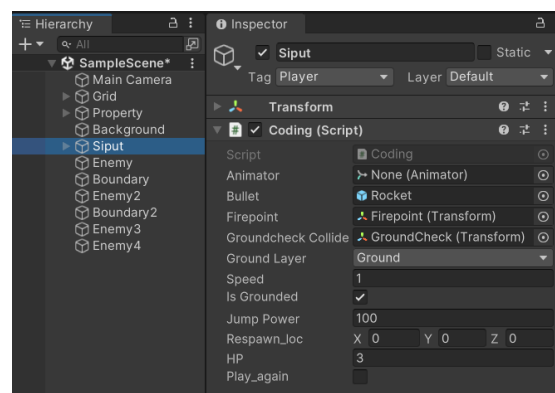 Hierarchy
All
SampleScene*
Main Camera
Grid
Property
Background
Siput
Enemy
Boundary
Enemy2
Boundary2
Enemy3
Enemy4
Inspector
Siput Static
Tag Player Layer Default
Transform
# Coding (Script)
Script # Coding
Animator None (Animator)
Bullet Rocket
Firepoint Firepoint (Transform)
Groundcheck Collide GroundCheck (Transform)
Ground Layer Ground
Speed 1
Is Grounded
Jump Power 100
Respawn_loc X 0 Y 0 Z 0
HP 3
Play_again